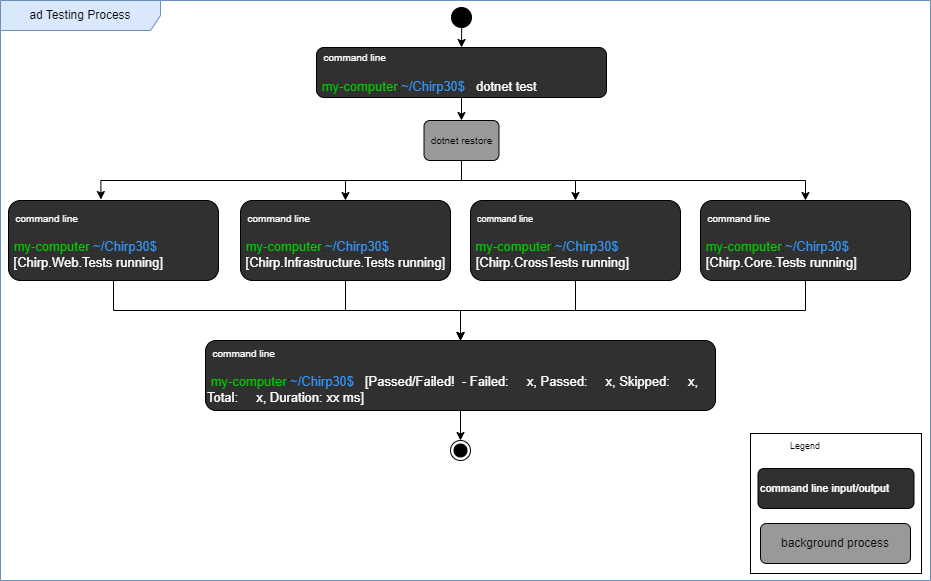 ad Testing Process
command line
my-computer ~/Chirp30$ dotnet test
dotnet restore
command line
my-computer ~/Chirp30$
[Chirp.Web.Tests running]
command line
my-computer ~/Chirp30$
[Chirp.Infrastructure.Tests running]
command line
my-computer ~/Chirp30$
[Chirp.CrossTests running]
command line
my-computer ~/Chirp30$
[Chirp.Core.Tests running]
command line
my-computer ~/Chirp30$ [Passed/Failed! - Failed: x, Passed: x, Skipped: x,
Total: x, Duration: xx ms]
Legend
command line input/output
background process